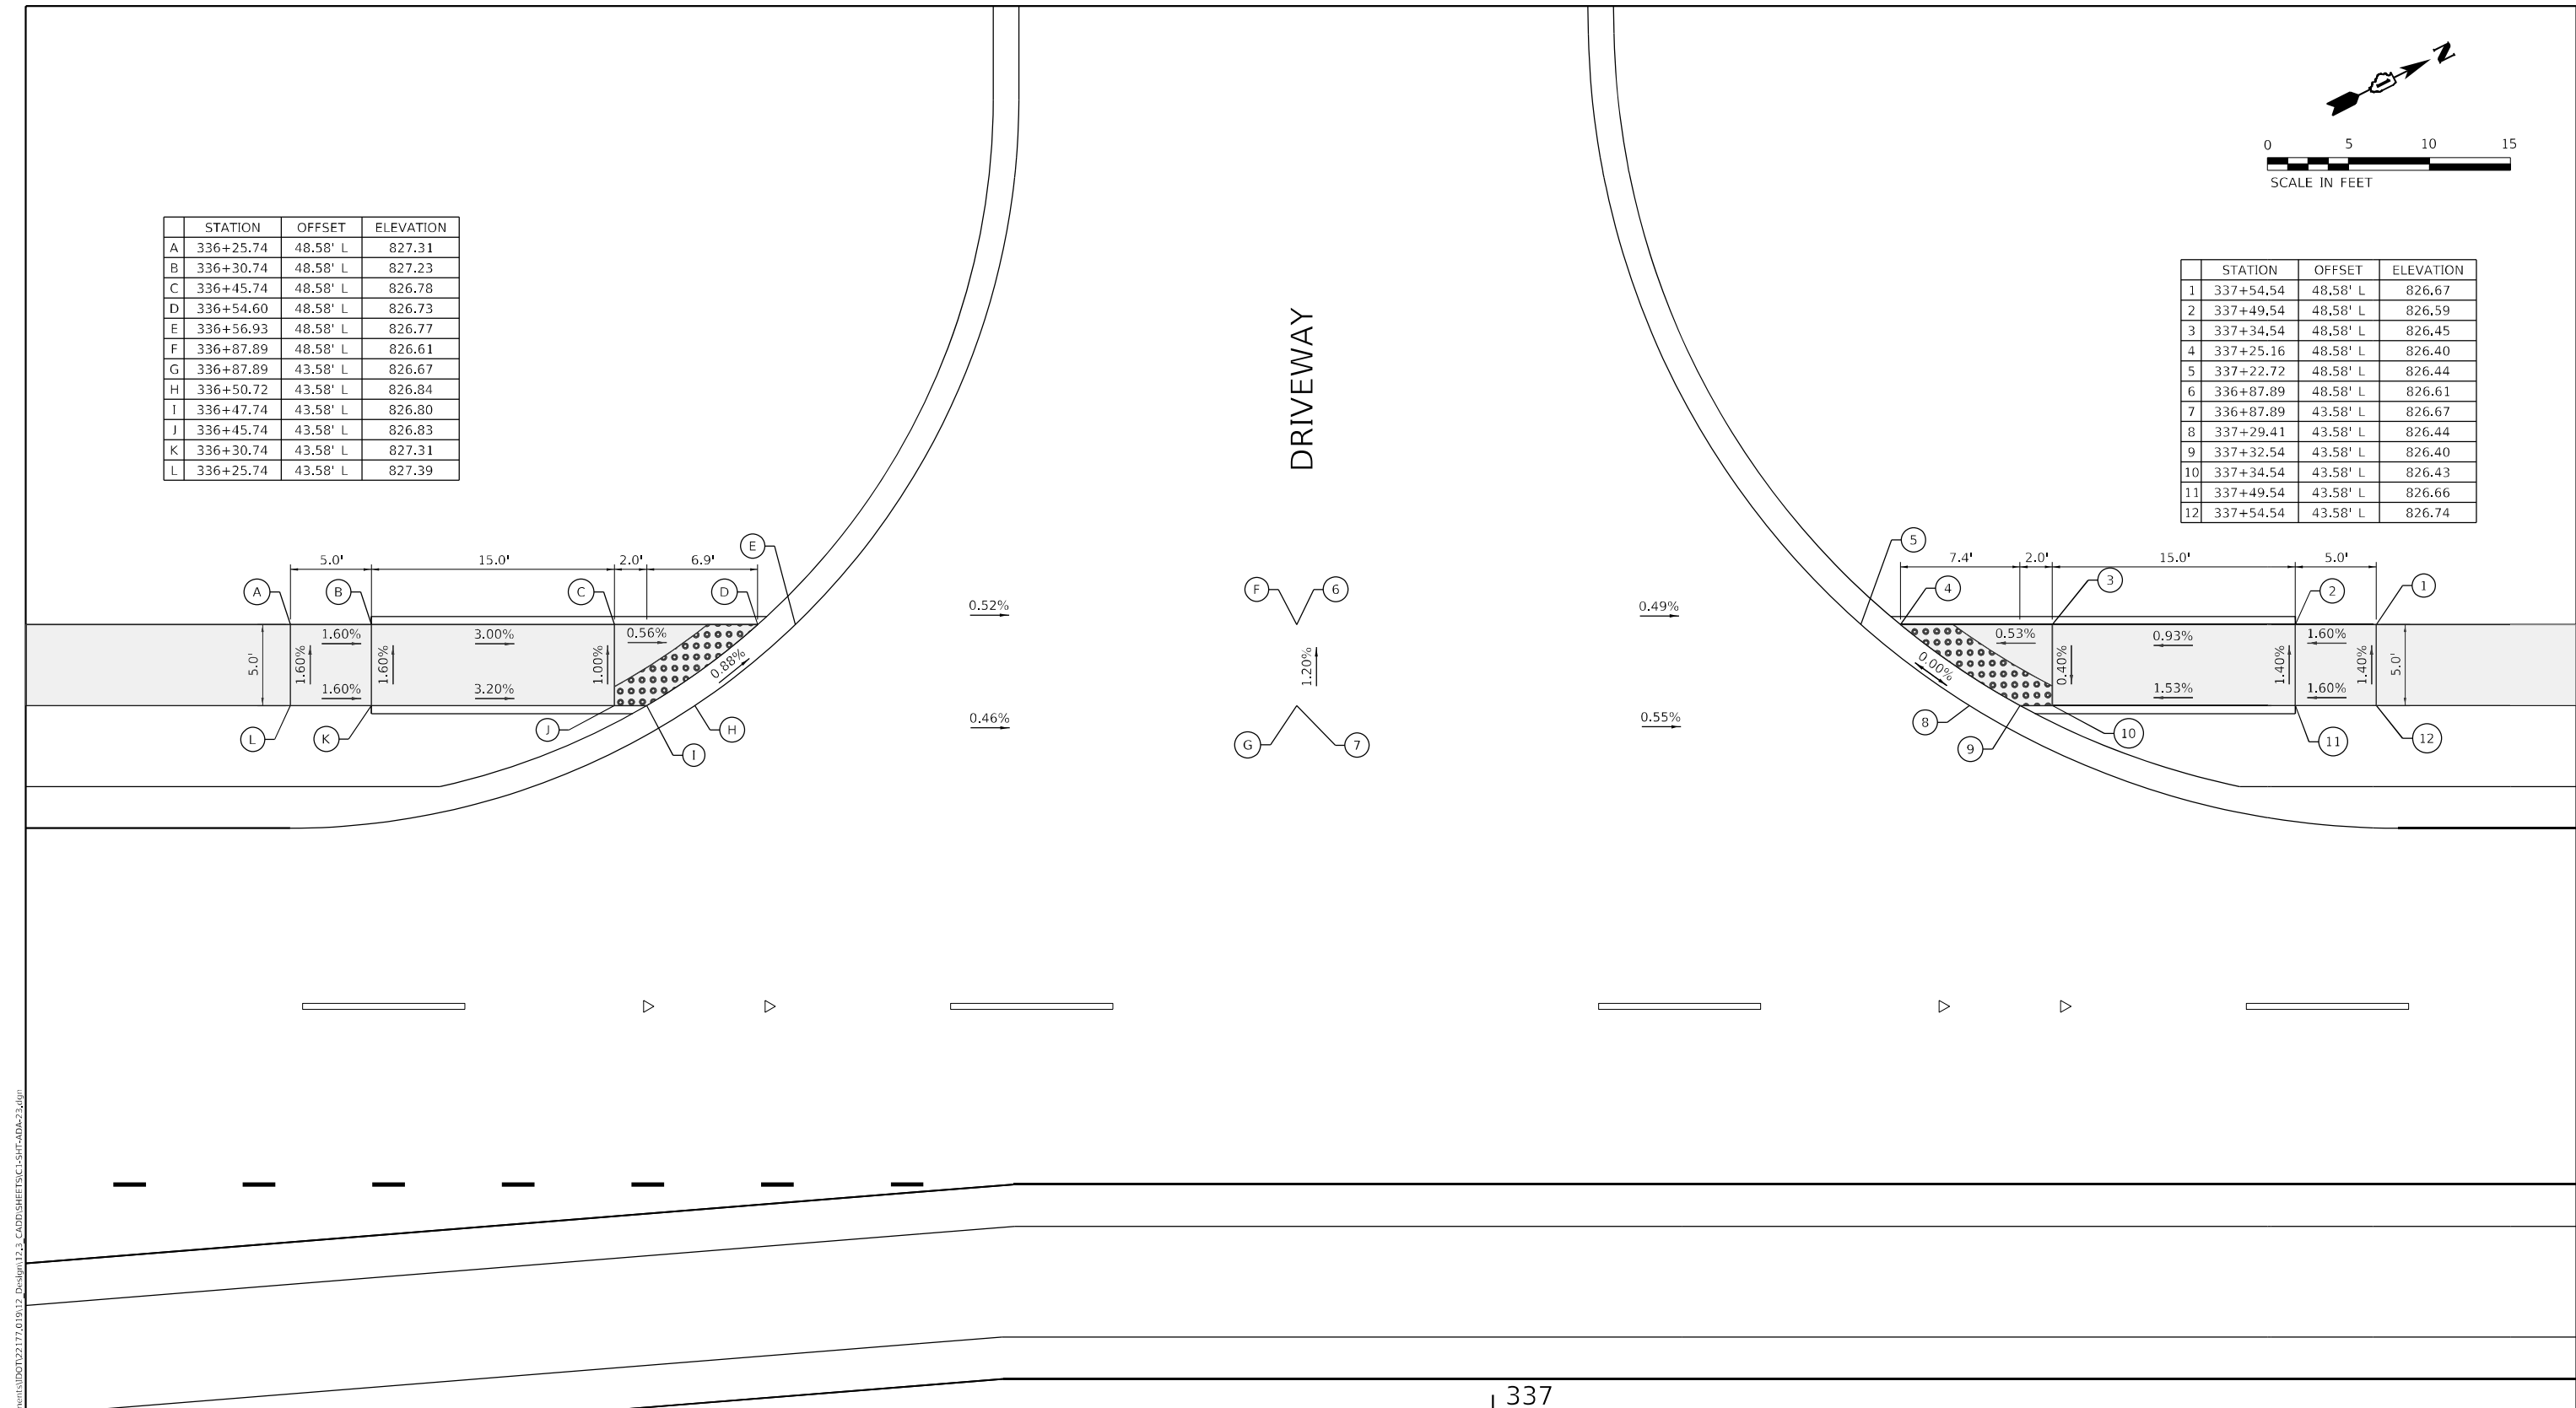 N
0 5 10 15
SCALE IN FEET
STATION OFFSET ELEVATION
A 336+25.74 48.58' L 827.31
B 336+30.74 48.58' L 827.23
C 336+45.74 48.58' L 826.78
D 336+54.60 48.58' L 826.73
E 336+56.93 48.58' L 826.77
F 336+87.89 48.58' L 826.61
G 336+87.89 43.58' L 826.67
H 336+50.72 43.58' L 826.84
I 336+47.74 43.58' L 826.80
J 336+45.74 43.58' L 826.83
K 336+30.74 43.58' L 827.31
L 336+25.74 43.58' L 827.39
STATION OFFSET ELEVATION
1 337+54.54 48.58' L 826.67
2 337+49.54 48.58' L 826.59
3 337+34.54 48.58' L 826.45
4 337+25.16 48.58' L 826.40
5 337+22.72 48.58' L 826.44
6 336+87.89 48.58' L 826.61
7 336+87.89 43.58' L 826.67
8 337+29.41 43.58' L 826.44
9 337+32.54 43.58' L 826.40
10 337+34.54 43.58' L 826.43
11 337+49.54 43.58' L 826.66
12 337+54.54 43.58' L 826.74
DRIVEWAY
5.0' 15.0' 2.0' 6.9' E
A B C D
1.60% 3.00% 0.56%
5.0' 1.60% 1.60% 1.00% 0.88%
1.60% 3.20%
L K J I H
0.52%
0.46%
F 6
1.20%
G 7
0.49%
0.55%
5 7.4' 2.0' 15.0' 5.0'
4 3 2 1
0.53% 0.93% 1.60%
0.00% 0.40% 1.40% 1.40% 5.0'
1.53% 1.60%
8 9 10 11 12
337
ments\IDOT\22177.019\12_Design\12.3_CADD\SHEETS\C1-SHT-ADA-23.dgn